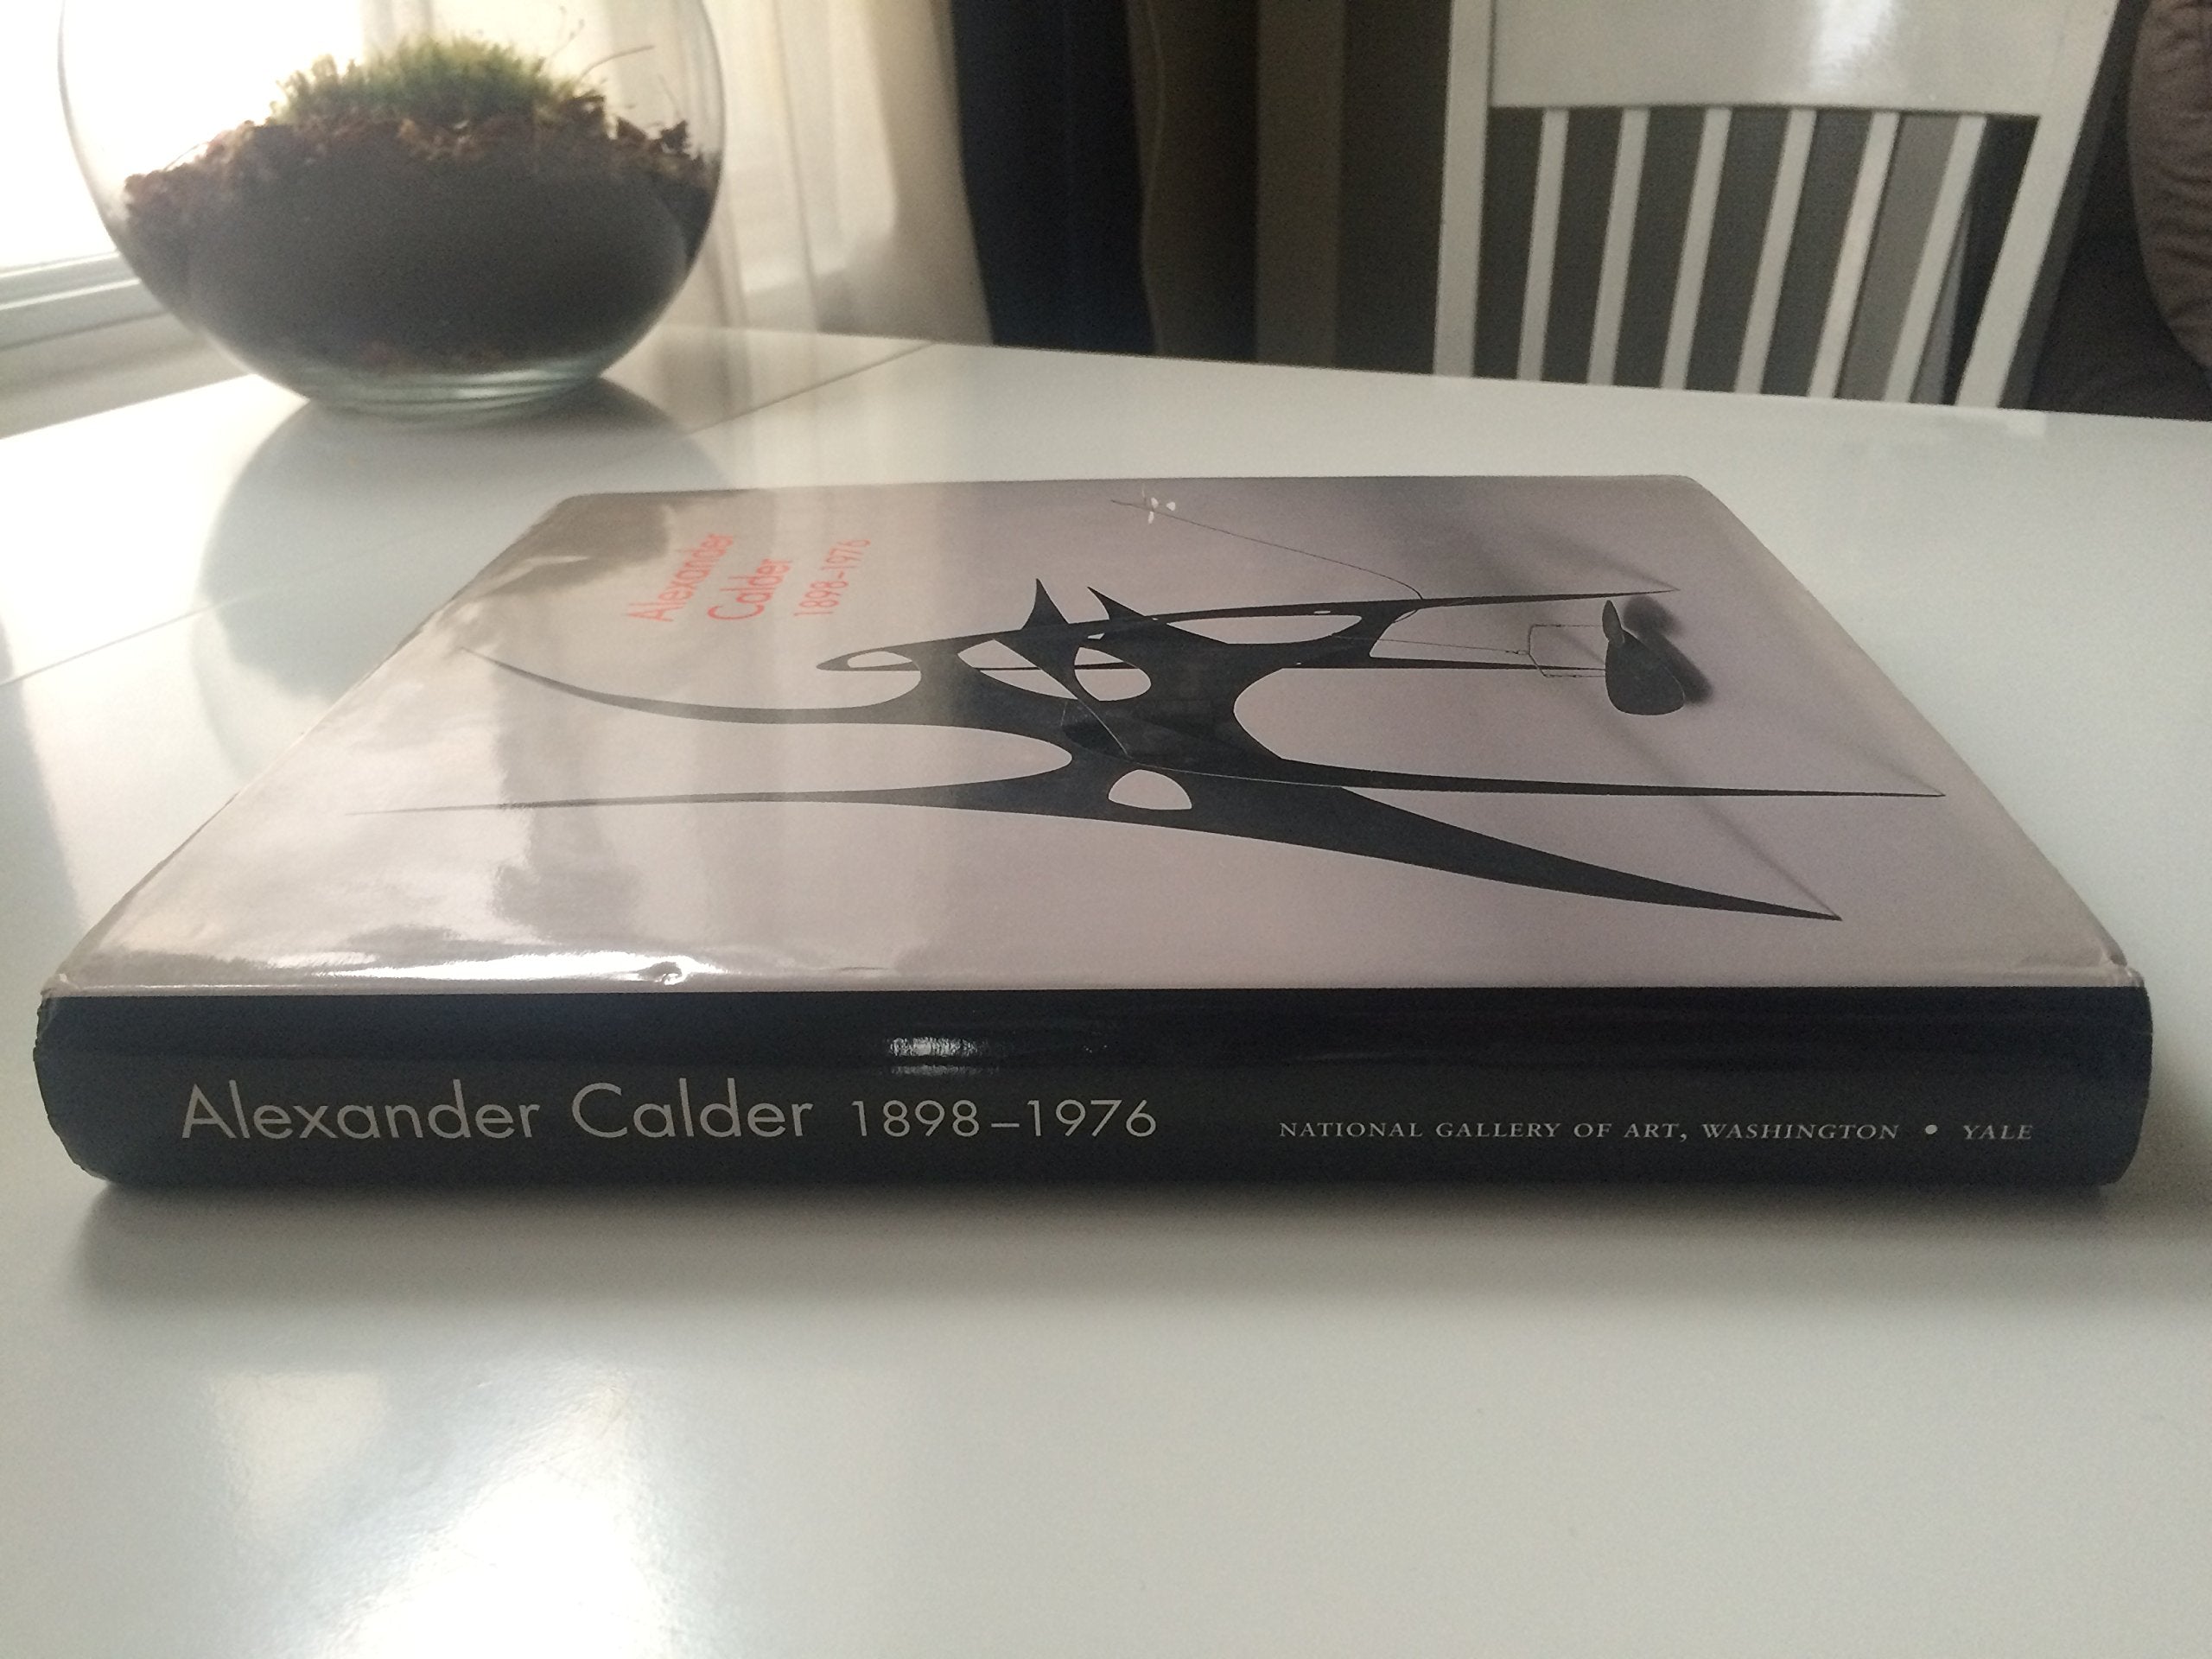 Alexander
Calder
1898-1976
Alexander Calder 1898–1976 NATIONAL GALLERY OF ART, WASHINGTON • YALE